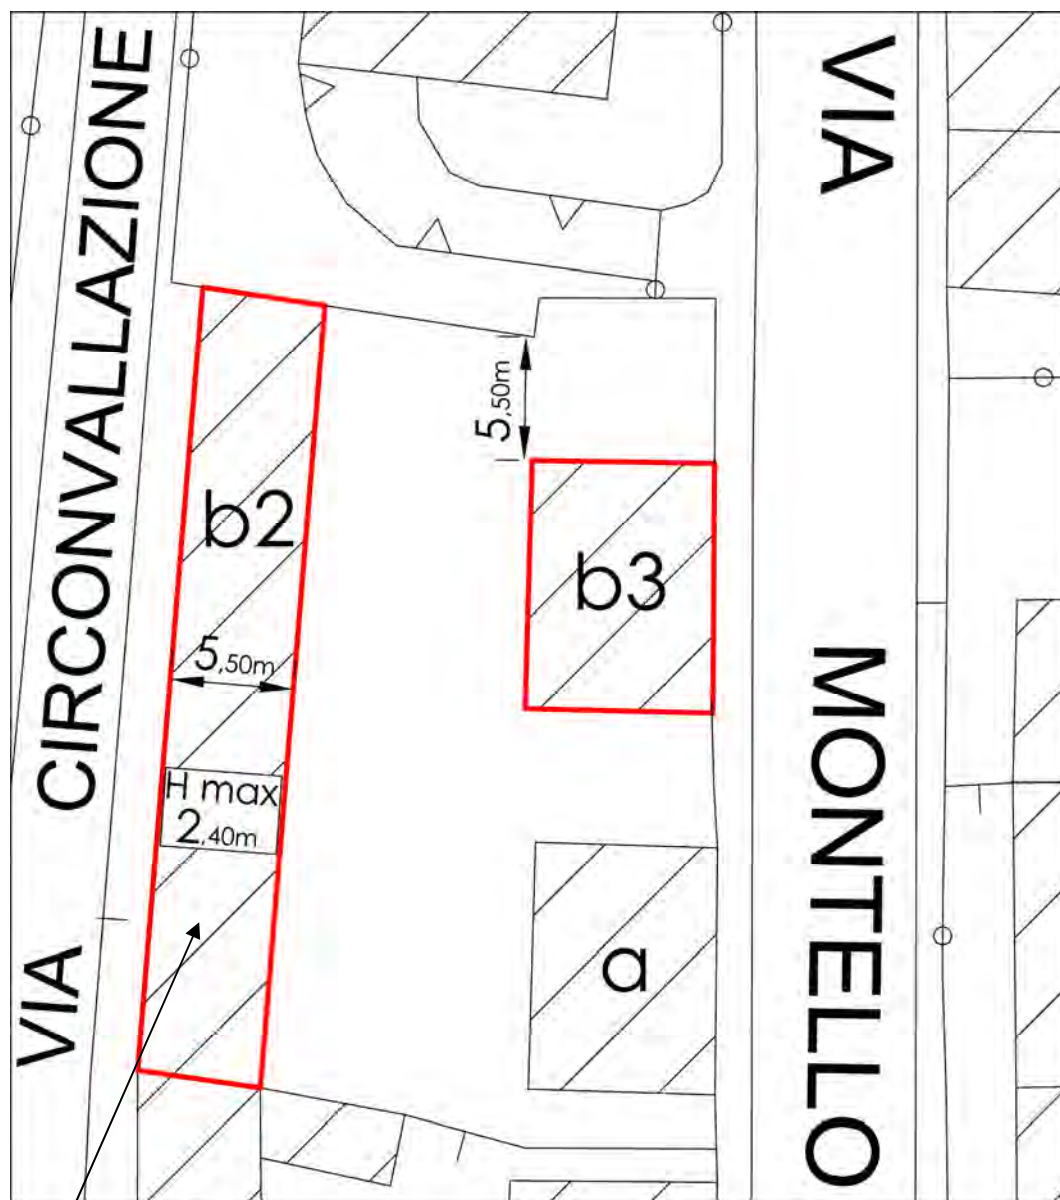 VIA CIRCONVALLAZIONE
VIA MONTELLO
b2
5,50m
b3
5,50m
H max
2,40m
a